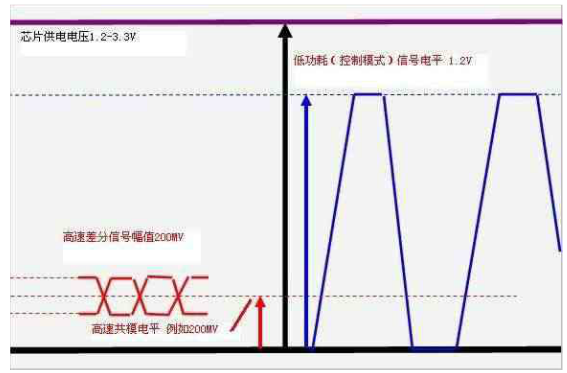 芯片供电电压1.2-3.3V
低功耗(控制模式)信号电平 1.2V
高速差分信号幅值200MV
高速共模电平 例如200MV